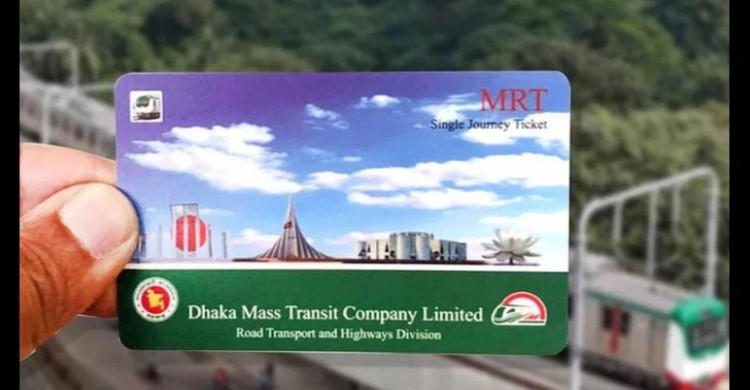 MRT
Single Journey Ticket
Dhaka Mass Transit Company Limited
Road Transport and Highways Division